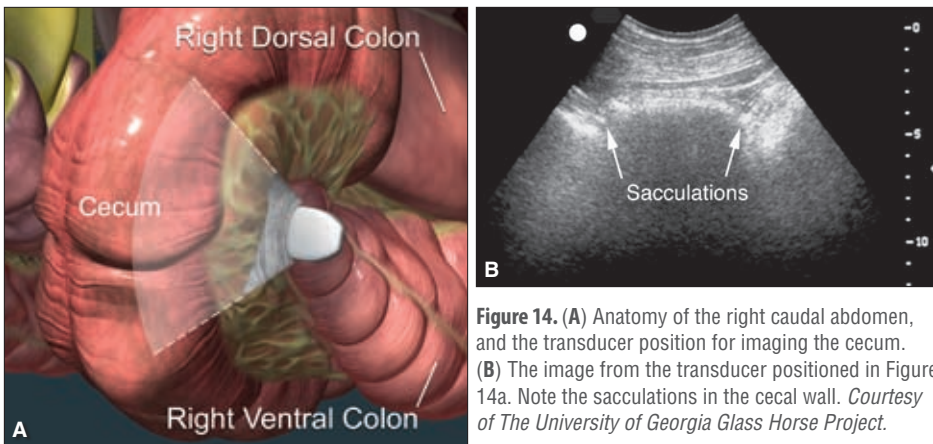 Right Dorsal Colon
Cecum
Right Ventral Colon
A
-0
-5
-10
Sacculations
B
Figure 14. (A) Anatomy of the right caudal abdomen,
and the transducer position for imaging the cecum.
(B) The image from the transducer positioned in Figure
14a. Note the sacculations in the cecal wall. Courtesy
of The University of Georgia Glass Horse Project.